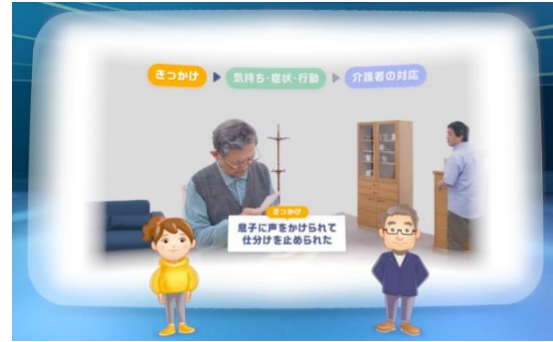 きっかけ ▶ 気持ち・症状・行動 ▶ 介護者の対応
きっかけ
息子に声をかけられて
仕分けを止められた